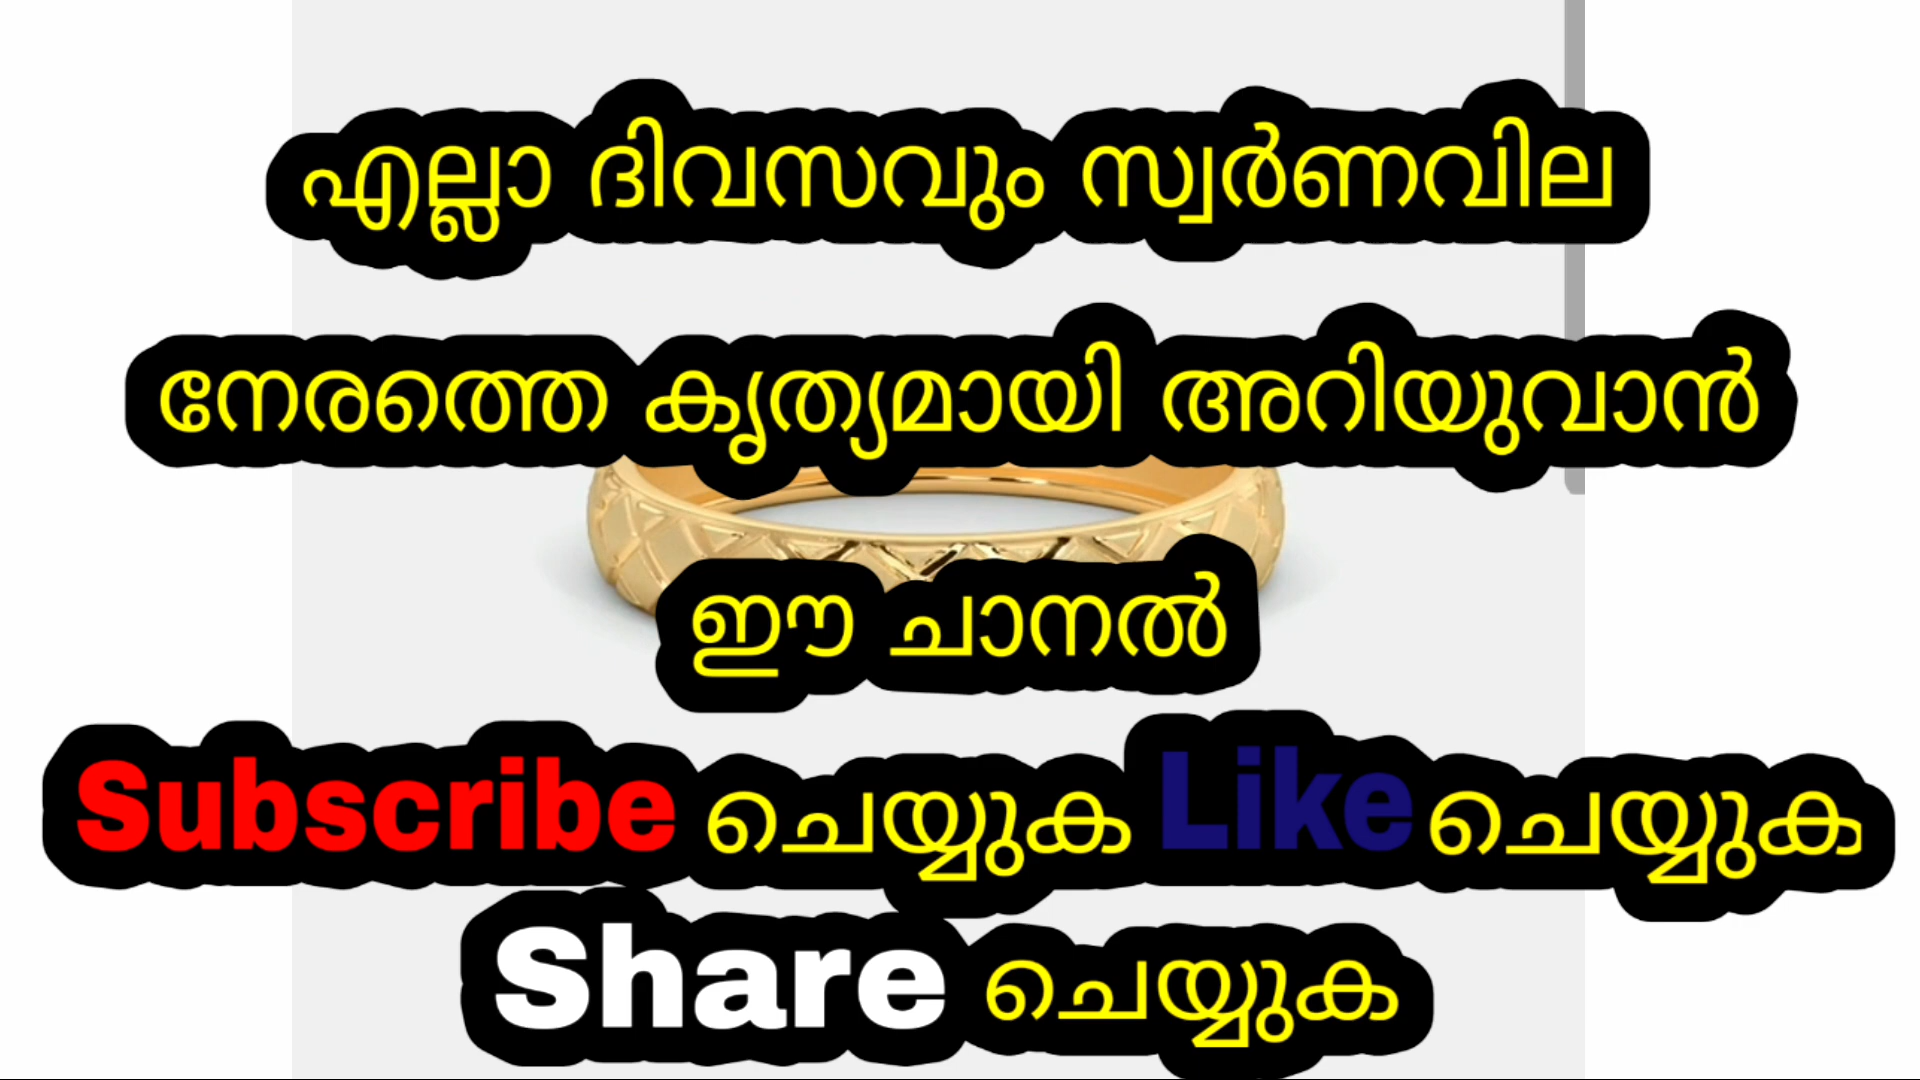 എല്ലാ ദിവസവും സ്വർണവില
നേരത്തെ കൃത്യമായി അറിയുവാൻ
ഈ ചാനൽ
Subscribe ചെയ്യുക Like ചെയ്യുക
Share ചെയ്യുക